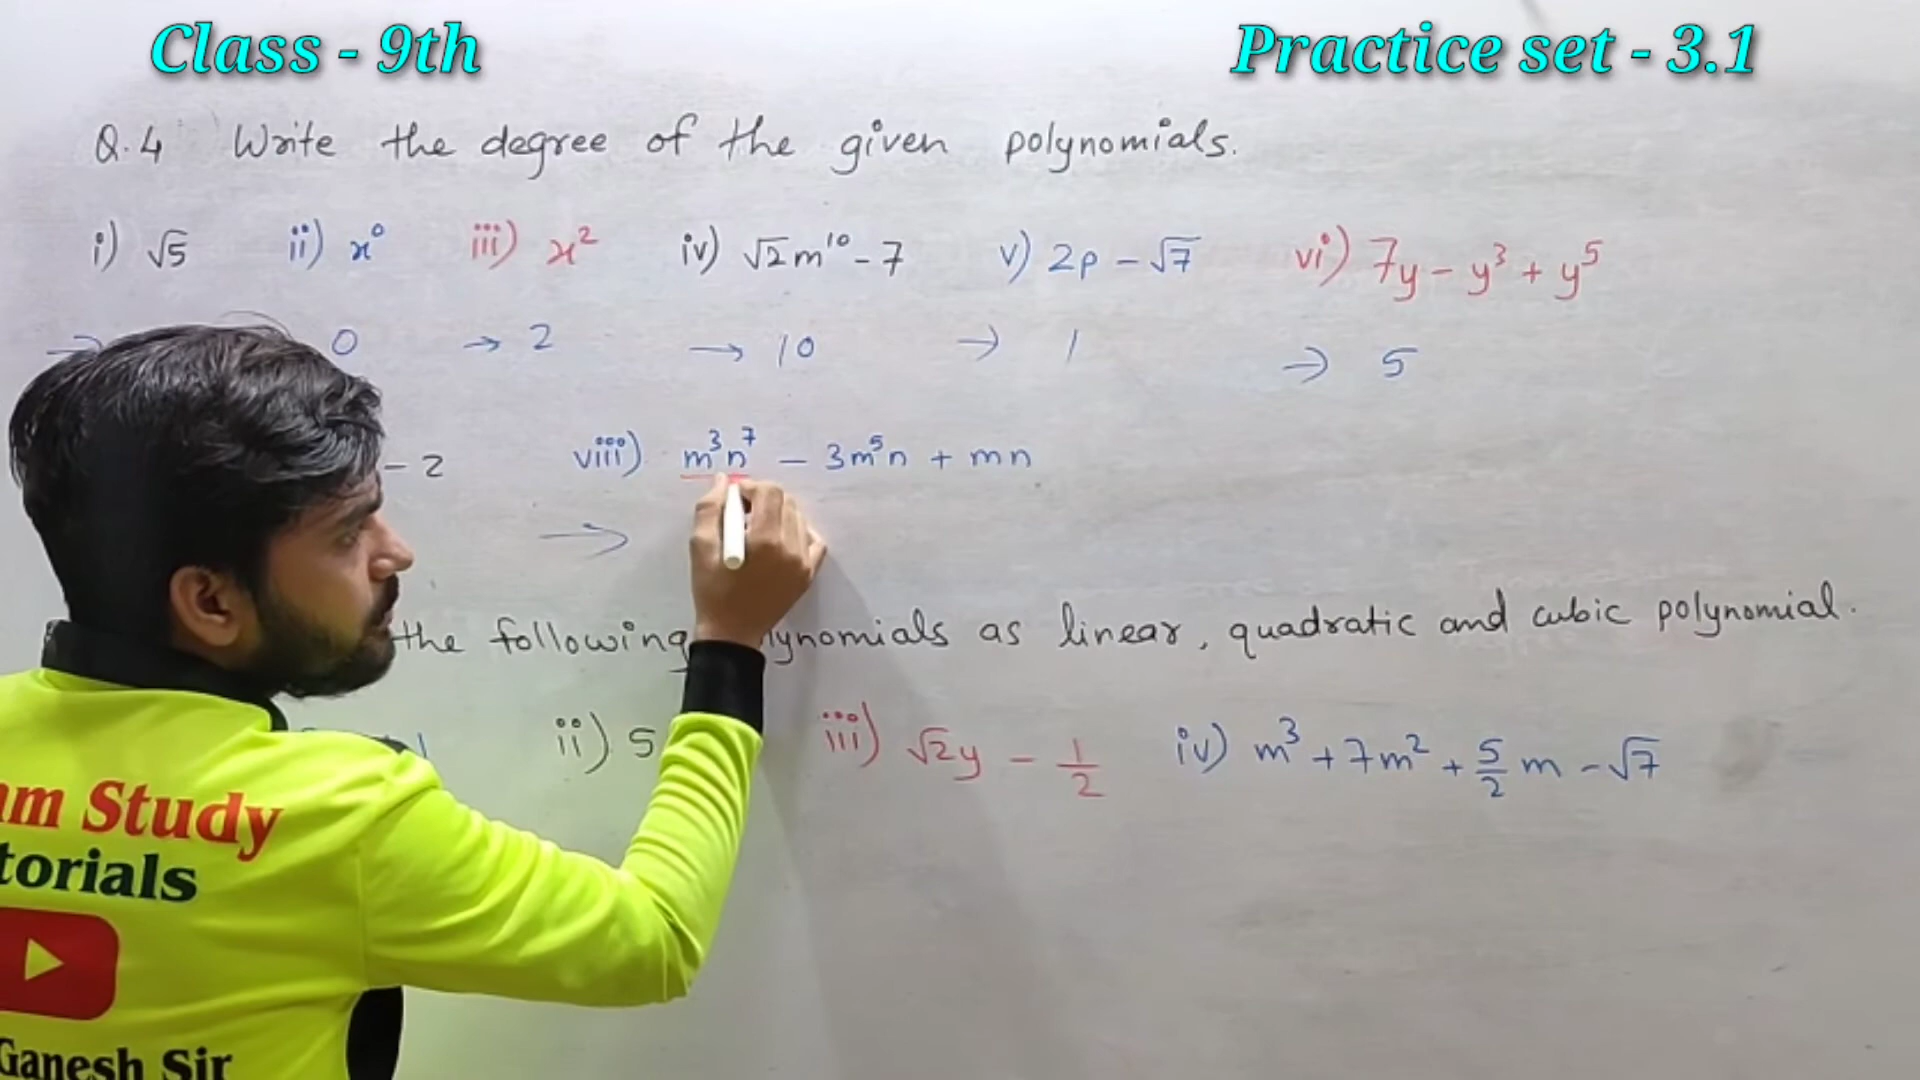 Class - 9th Practice set - 3.1
Q.4 Write the degree of the given polynomials.
i) √5 ii) x⁰ iii) x² iv) √2m¹⁰ - 7 v) 2p - √7 vi) 7y - y³ + y⁵
→ 0 → 2 → 10 → 1 → 5
- 2 viii) m³n⁷ - 3m⁵n + mn
→
the following polynomials as linear, quadratic and cubic polynomial.
ii) 5 iii) √2y - 1/2 iv) m³ + 7m² + 5/2 m - √7
Study
torials
Ganesh Sir